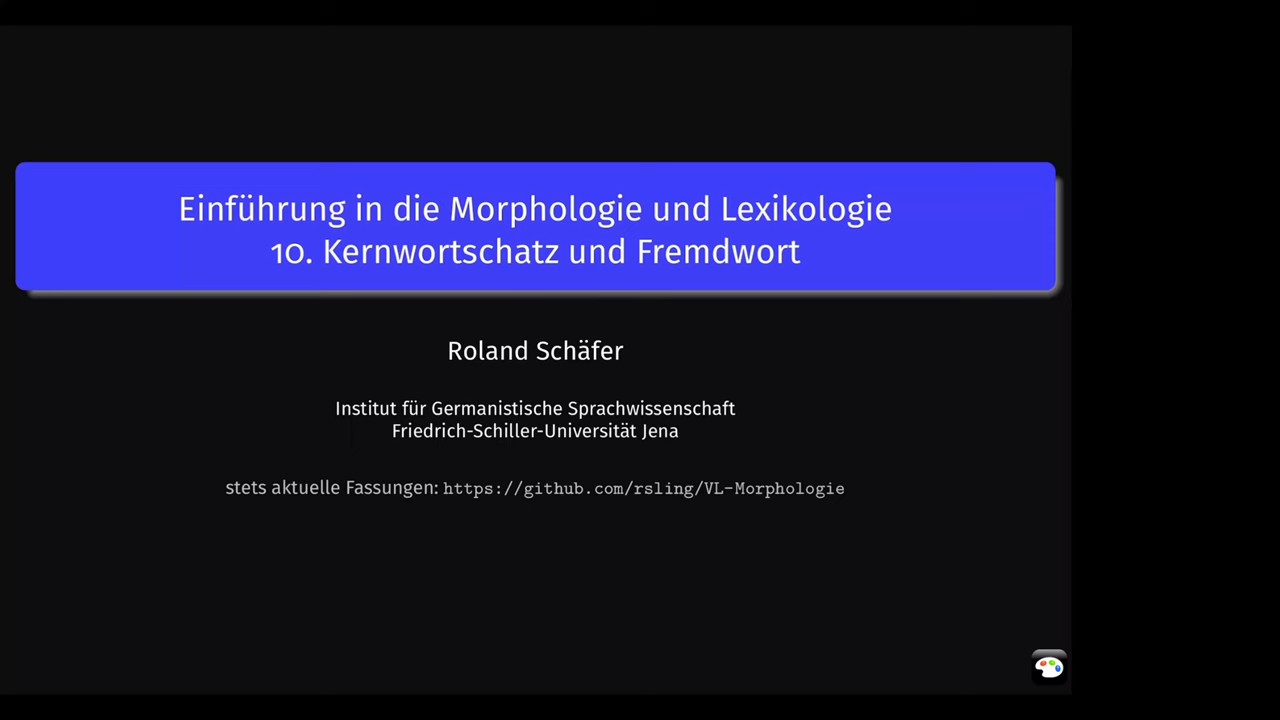 Einführung in die Morphologie und Lexikologie
10. Kernwortschatz und Fremdwort
Roland Schäfer
Institut für Germanistische Sprachwissenschaft
Friedrich-Schiller-Universität Jena
stets aktuelle Fassungen: https://github.com/rsling/VL-Morphologie